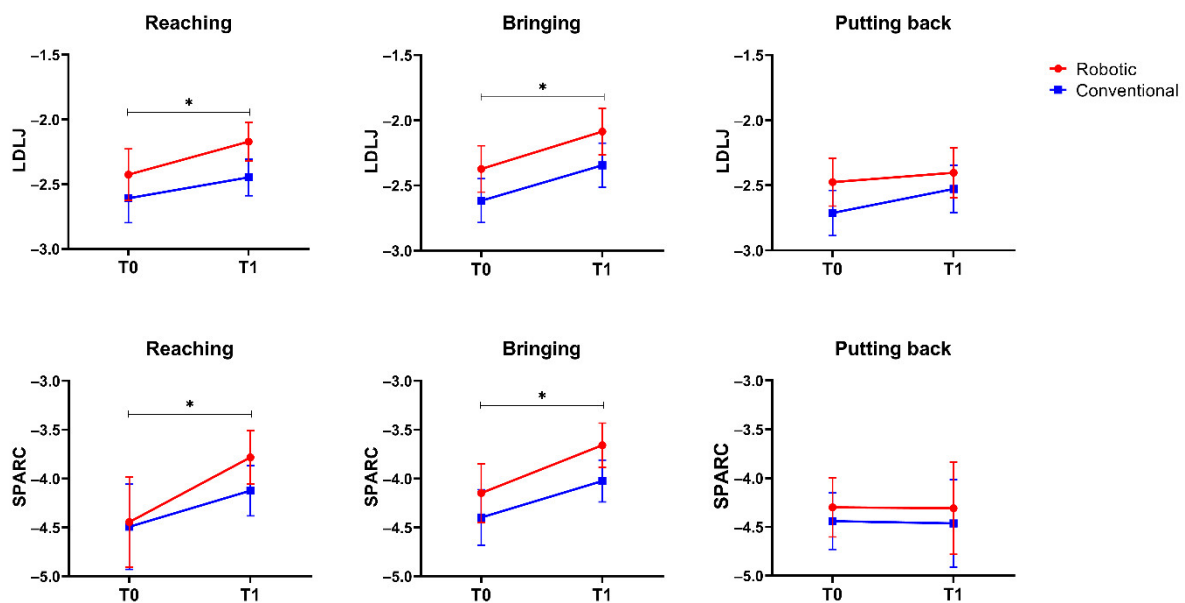 Reaching
Bringing
Putting back
Robotic
Conventional
–1.5
–2.0
–2.5
–3.0
LDLJ
*
T0
T1
–1.5
–2.0
–2.5
–3.0
LDLJ
*
T0
T1
–1.5
–2.0
–2.5
–3.0
LDLJ
T0
T1
Reaching
Bringing
Putting back
–3.0
–3.5
–4.0
–4.5
–5.0
SPARC
*
T0
T1
–3.0
–3.5
–4.0
–4.5
–5.0
SPARC
*
T0
T1
–3.0
–3.5
–4.0
–4.5
–5.0
SPARC
T0
T1